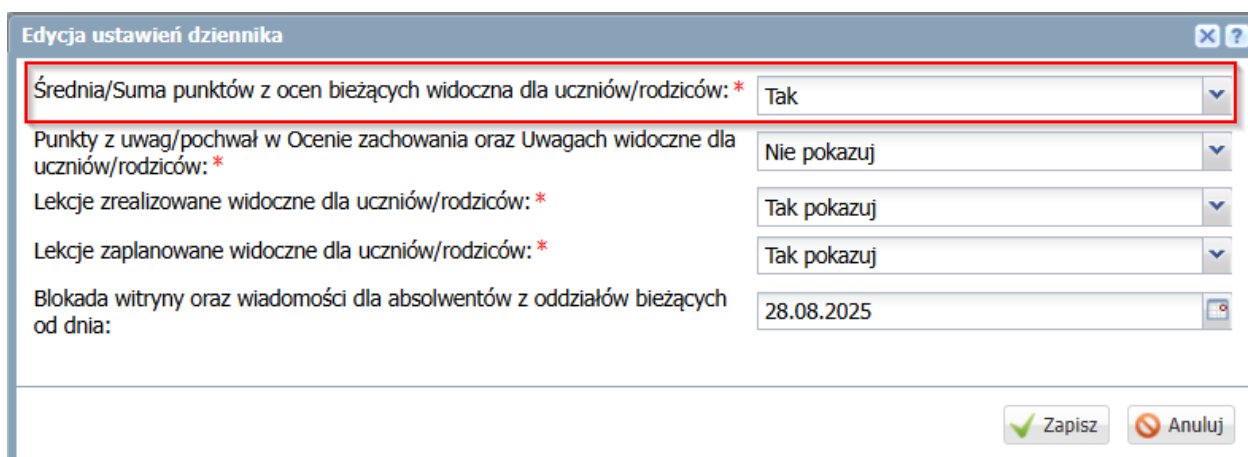 Edycja ustawień dziennika
Średnia/Suma punktów z ocen bieżących widoczna dla uczniów/rodziców: * Tak
Punkty z uwag/pochwał w Ocenie zachowania oraz Uwagach widoczne dla
uczniów/rodziców: * Nie pokazuj
Lekcje zrealizowane widoczne dla uczniów/rodziców: * Tak pokazuj
Lekcje zaplanowane widoczne dla uczniów/rodziców: * Tak pokazuj
Blokada witryny oraz wiadomości dla absolwentów z oddziałów bieżących
od dnia: 28.08.2025
Zapisz Anuluj